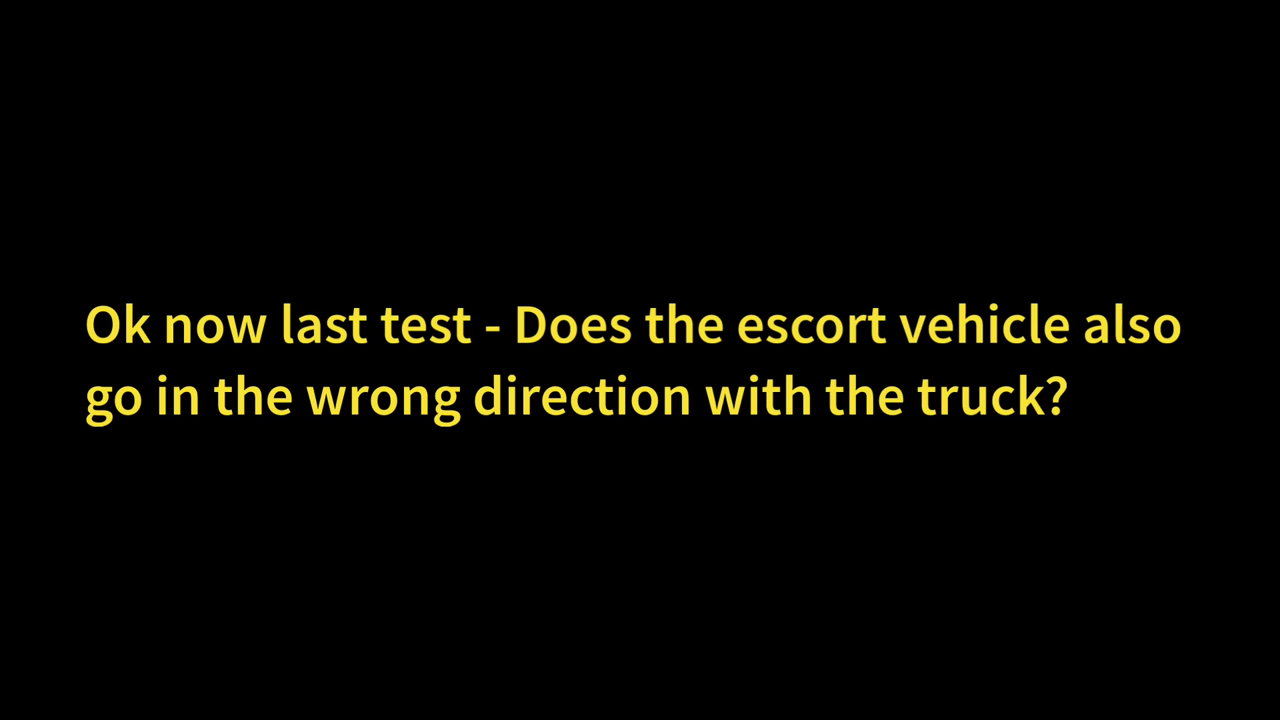 Ok now last test - Does the escort vehicle also
go in the wrong direction with the truck?